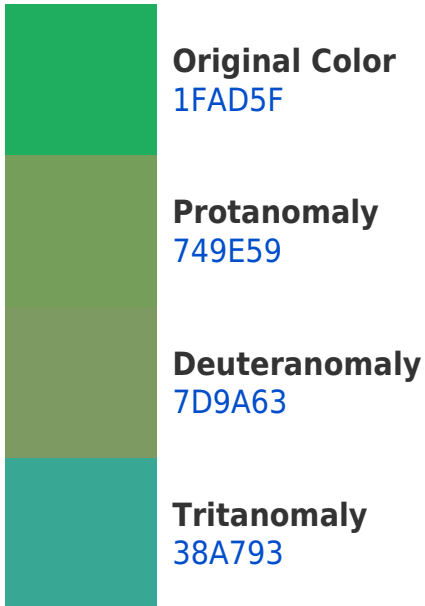 Original Color
1FAD5F
Protanomaly
749E59
Deuteranomaly
7D9A63
Tritanomaly
38A793